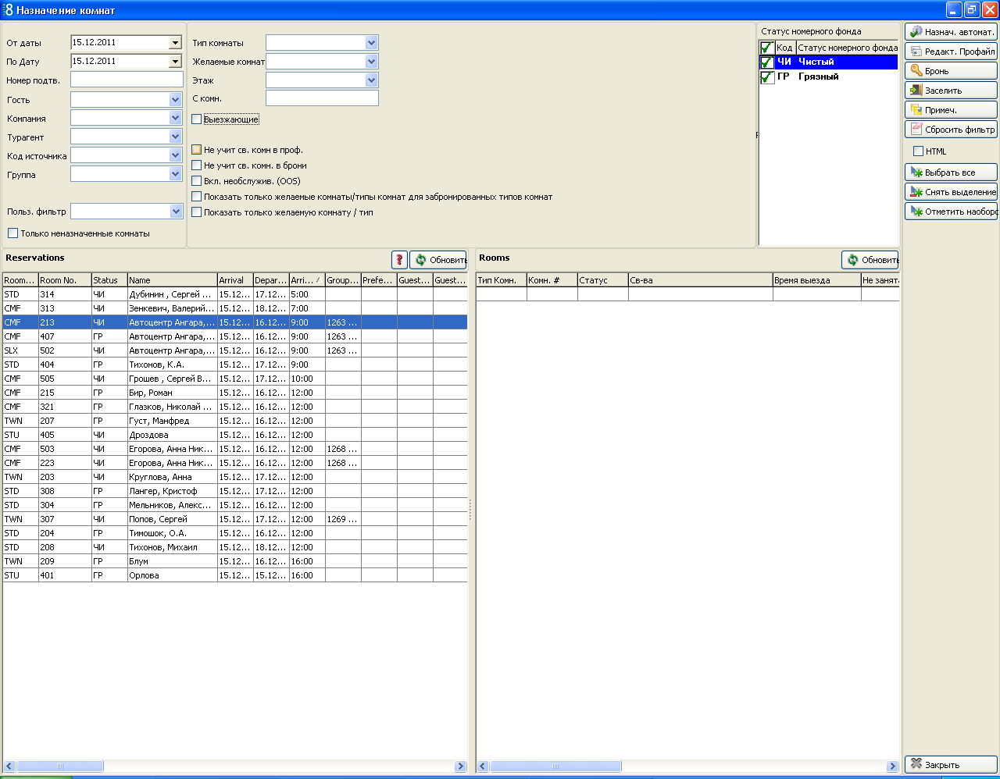 Назначение комнат
От даты 15.12.2011
По Дату 15.12.2011
Номер подтв.
Гость
Компания
Турагент
Код источника
Группа
Польз. фильтр
Только неназначенные комнаты
Тип комнаты
Желаемые комнат
Этаж
С комн.
Выезжающие
Не учит св. комн в проф.
Не учит св. комн. в брони
Вкл. необслужив. (OOS)
Показать только желаемые комнаты/типы комнат для забронированных типов комнат
Показать только желаемую комнату / тип
Статус номерного фонда
Код Статус номерного фонда
ЧИ Чистый
ГР Грязный
Назнач. автомат.
Редакт. Профайл
Бронь
Заселить
Примеч.
Сбросить фильтр
HTML
Выбрать все
Снять выделение
Отметить наоборо
Reservations ? Обновить
Room... Room No. Status Name Arrival Depar... Arri... Group... Prefe... Guest... Guest...
STD 314 ЧИ Дубинин , Сергей ... 15.12... 17.12... 5:00
CMF 313 ЧИ Зенкевич, Валерий... 15.12... 18.12... 7:00
CMF 213 ЧИ Автоцентр Ангара,... 15.12... 16.12... 9:00 1263 ...
CMF 407 ГР Автоцентр Ангара,... 15.12... 16.12... 9:00 1263 ...
SLX 502 ЧИ Автоцентр Ангара,... 15.12... 16.12... 9:00 1263 ...
STD 404 ГР Тихонов, К.А. 15.12... 17.12... 9:00
CMF 505 ЧИ Грошев , Сергей В... 15.12... 17.12... 10:00
CMF 215 ГР Бир, Роман 15.12... 16.12... 12:00
CMF 321 ГР Глазков, Николай ... 15.12... 16.12... 12:00
TWN 207 ГР Густ, Манфред 15.12... 16.12... 12:00
STU 405 ЧИ Дроздова 15.12... 16.12... 12:00
CMF 503 ЧИ Егорова, Анна Ник... 15.12... 16.12... 12:00 1268 ...
CMF 223 ЧИ Егорова, Анна Ник... 15.12... 16.12... 12:00 1268 ...
TWN 203 ЧИ Круглова, Анна 15.12... 17.12... 12:00
STD 308 ГР Лангер, Кристоф 15.12... 17.12... 12:00
STD 304 ГР Мельников, Алекс... 15.12... 16.12... 12:00
TWN 307 ЧИ Попов, Сергей 15.12... 17.12... 12:00 1269 ...
STD 204 ГР Тимошок, О.А. 15.12... 16.12... 12:00
STD 208 ЧИ Тихонов, Михаил 15.12... 18.12... 12:00
TWN 209 ГР Блум 15.12... 16.12... 16:00
STU 401 ГР Орлова 15.12... 15.12... 16:00
Rooms Обновить
Тип Комн. Комн. # Статус Св-ва Время выезда Не занят.
Закрыть